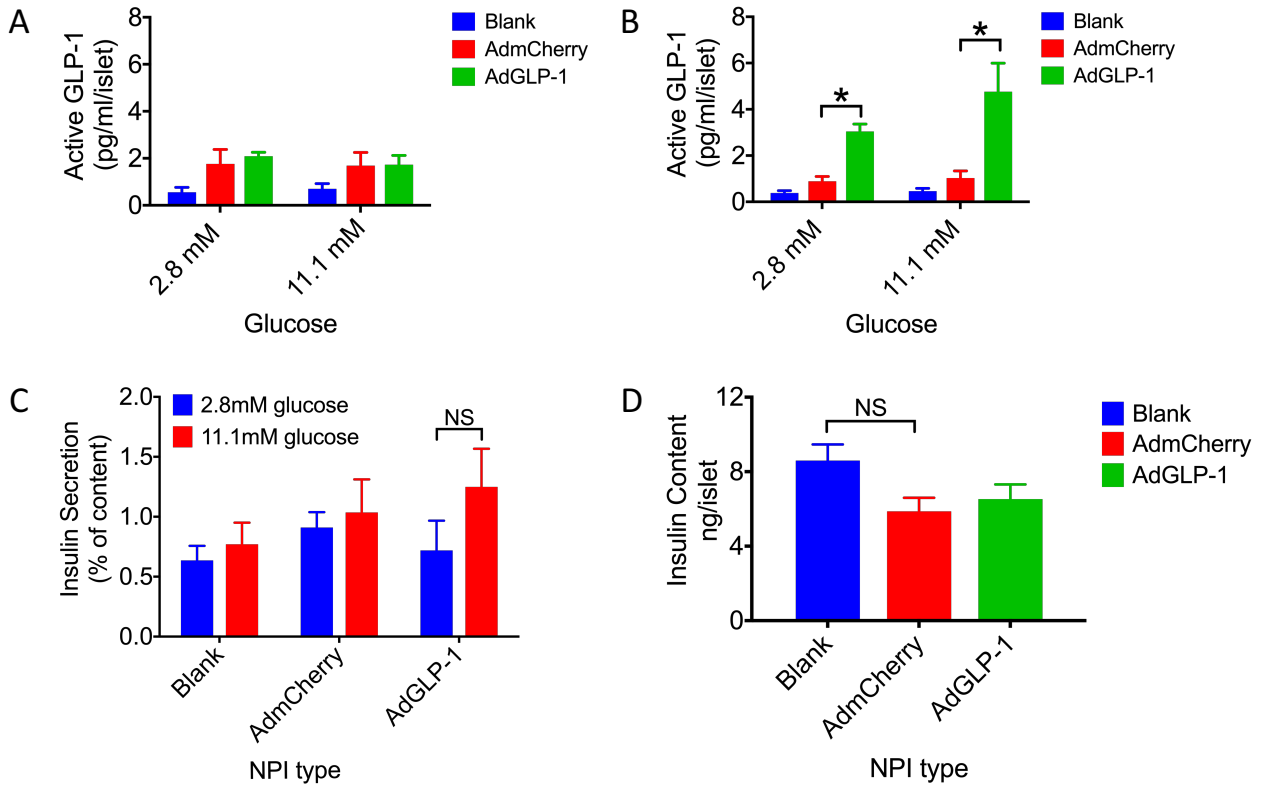 A
Active GLP-1
(pg/ml/islet)
8
6
4
2
0
2.8 mM
11.1 mM
Glucose
Blank
AdmCherry
AdGLP-1
B
Active GLP-1
(pg/ml/islet)
8
6
4
2
0
*
*
2.8 mM
11.1 mM
Glucose
Blank
AdmCherry
AdGLP-1
C
Insulin Secretion
(% of content)
2.0
1.5
1.0
0.5
0.0
2.8mM glucose
11.1mM glucose
NS
Blank
AdmCherry
AdGLP-1
NPI type
D
Insulin Content
ng/islet
12
8
4
0
NS
Blank
AdmCherry
AdGLP-1
NPI type
Blank
AdmCherry
AdGLP-1